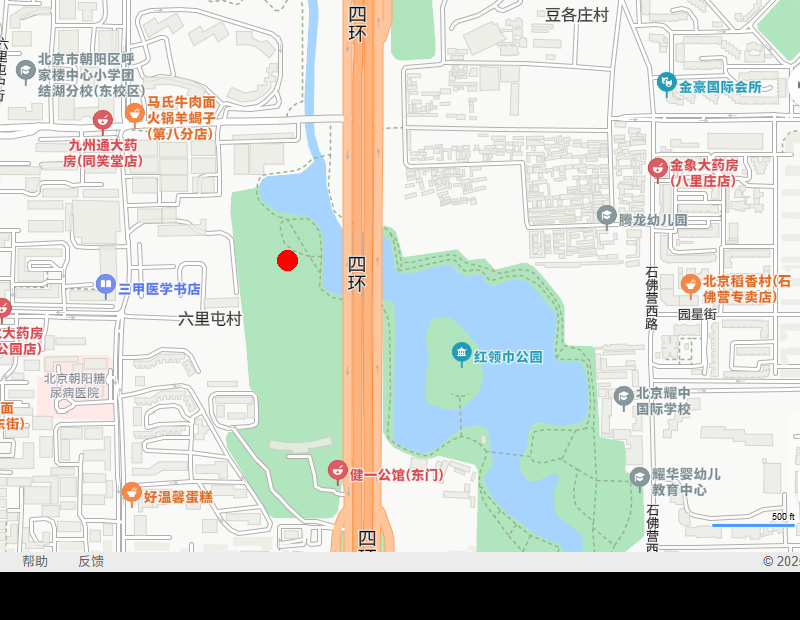 四环
豆各庄村
六里屯街
北京市朝阳区呼
家楼中心小学团
结湖分校(东校区)
金豪国际会所
马氏牛肉面
火锅羊蝎子
(第八分店)
九州通大药
房(同笑堂店)
金象大药房
(八里庄店)
腾龙幼儿园
四环
石佛营西路
三甲医学书店
北京稻香村(石
佛营专卖店)
园星街
六里屯村
大药房
公园店)
红领巾公园
北京朝阳糖
尿病医院
北京耀中
国际学校
面
东街)
健一公馆(东门)
耀华婴幼儿
教育中心
好温馨蛋糕
石佛营西
500 ft
四环
帮助
反馈
© 202